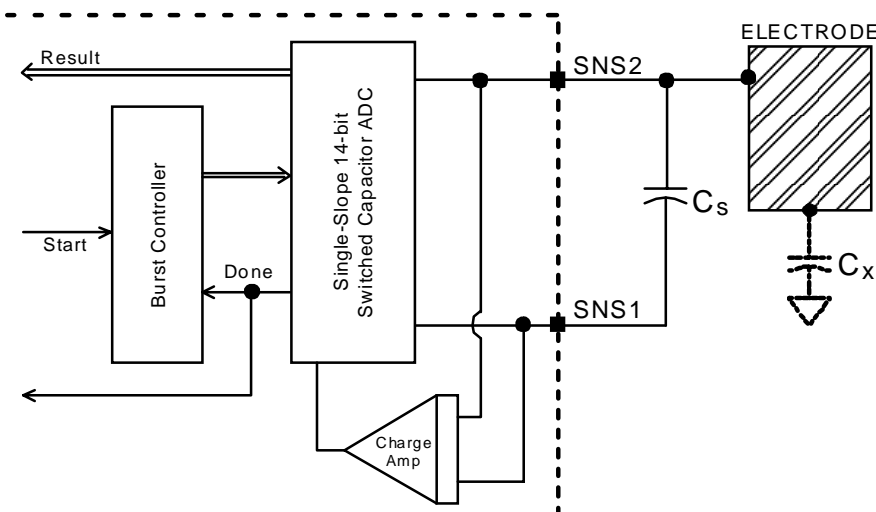 ELECTRODE
Result
SNS2
Single-Slope 14-bit
Switched Capacitor ADC
Burst Controller
Cs
Start
Done
Cx
SNS1
Charge
Amp